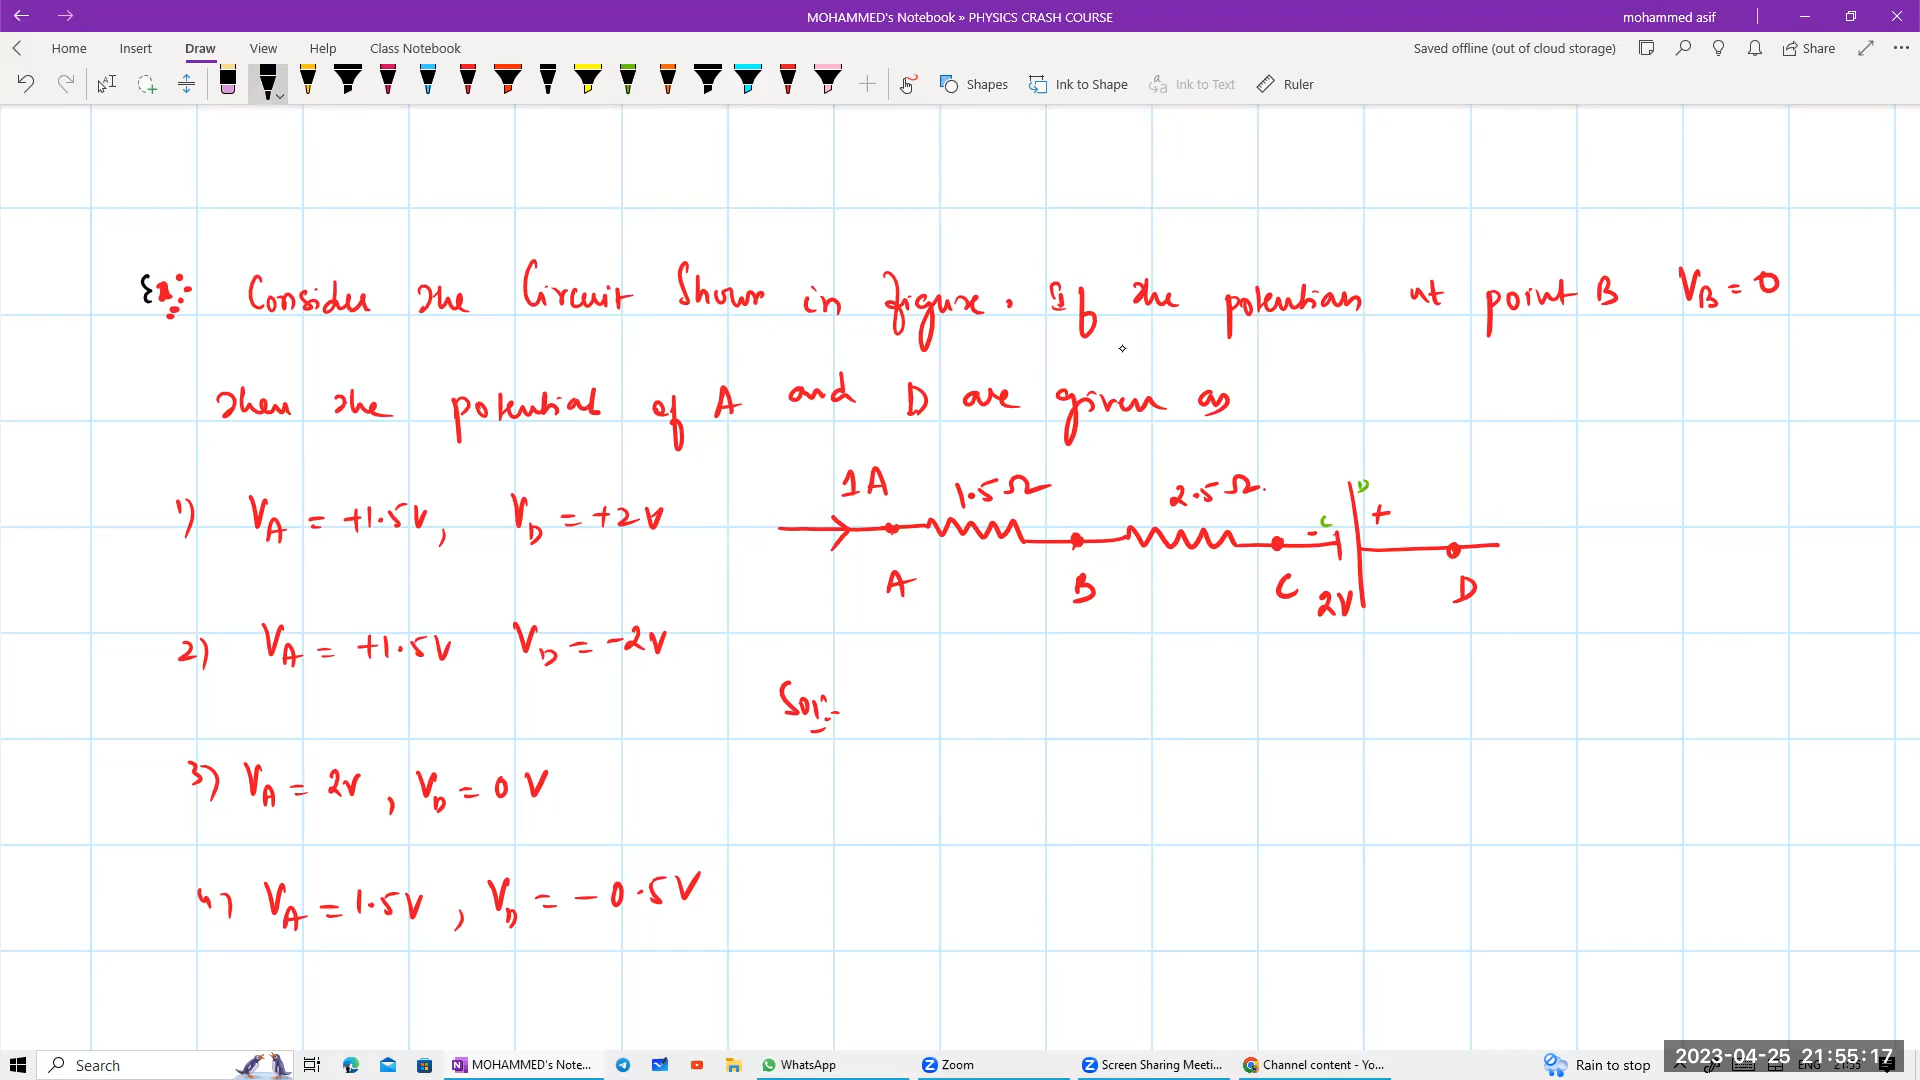 MOHAMMED's Notebook » PHYSICS CRASH COURSE
mohammed asif
Home Insert Draw View Help Class Notebook
Saved offline (out of cloud storage)
Share
Shapes
Ink to Shape
Ink to Text
Ruler
Ex: Consider the Circuit Shown in figure. If the potential at point B VB = 0
then the potential of A and D are given as
1) VA = +1.5V, VD = +2V
2) VA = +1.5V VD = -2V
3) VA = 2V, VD = 0 V
4) VA = 1.5V, VD = -0.5V
1A 1.5Ω 2.5Ω D
- C +
A B C 2V D
Sol:-
Search
MOHAMMED's Note...
WhatsApp
Zoom
Screen Sharing Meeti...
Channel content - Yo...
Rain to stop
2023-04-25 21:55:17